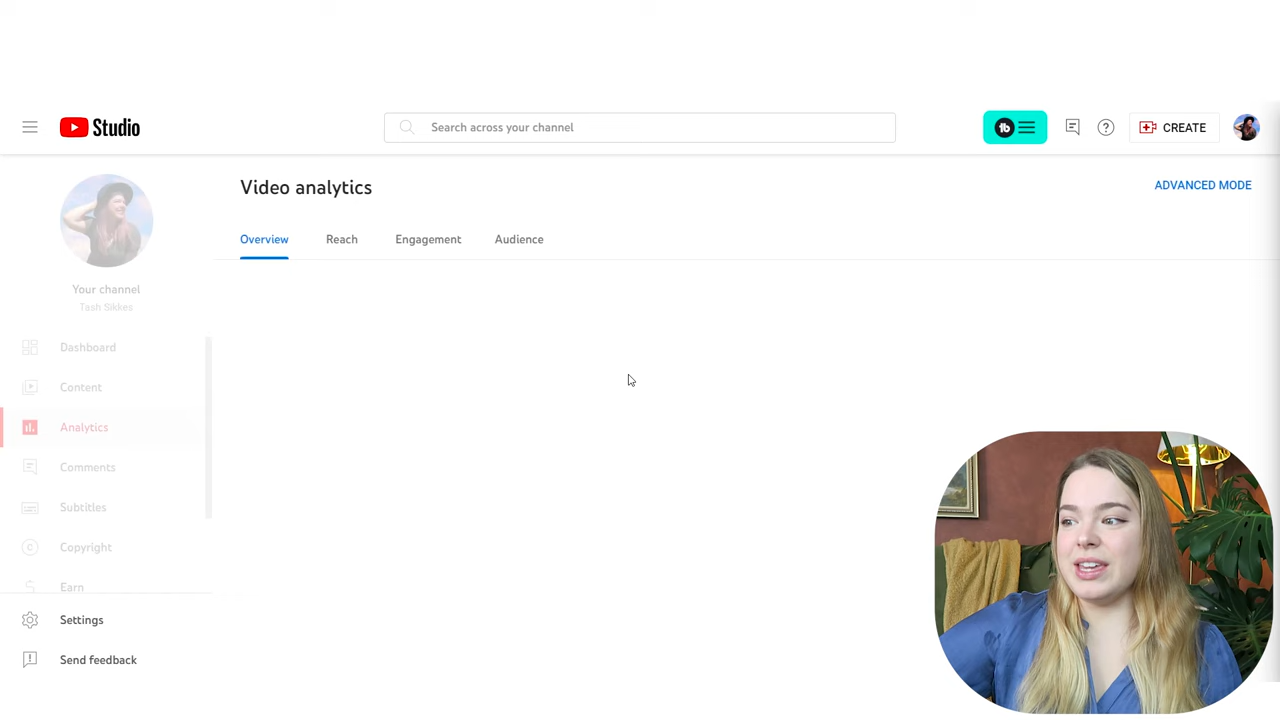 Studio
Search across your channel
tb
CREATE
Video analytics
ADVANCED MODE
Overview
Reach
Engagement
Audience
Your channel
Tash Sikkes
Dashboard
Content
Analytics
Comments
Subtitles
Copyright
Earn
Settings
Send feedback